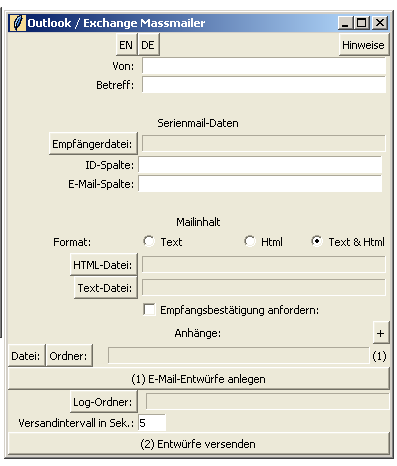 Outlook / Exchange Massmailer
EN DE Hinweise
Von:
Betreff:
Serienmail-Daten
Empfängerdatei:
ID-Spalte:
E-Mail-Spalte:
Mailinhalt
Format: Text Html Text & Html
HTML-Datei:
Text-Datei:
Empfangsbestätigung anfordern:
Anhänge: +
Datei: Ordner: (1)
(1) E-Mail-Entwürfe anlegen
Log-Ordner:
Versandintervall in Sek.: 5
(2) Entwürfe versenden